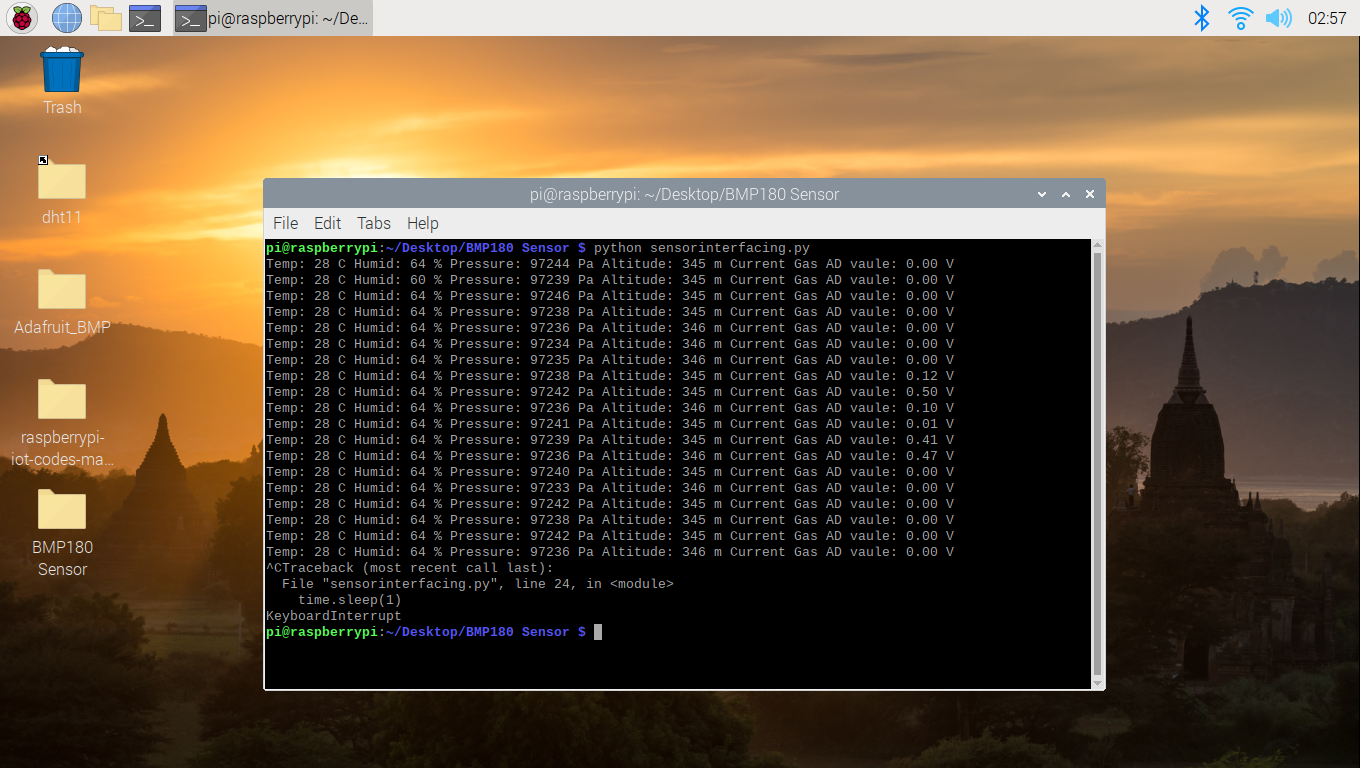 pi@raspberrypi: ~/De...
02:57
Trash
dht11
Adafruit_BMP
raspberrypi-
iot-codes-ma...
BMP180
Sensor
pi@raspberrypi: ~/Desktop/BMP180 Sensor
File Edit Tabs Help
pi@raspberrypi:~/Desktop/BMP180 Sensor $ python sensorinterfacing.py
Temp: 28 C Humid: 64 % Pressure: 97244 Pa Altitude: 345 m Current Gas AD vaule: 0.00 V
Temp: 28 C Humid: 60 % Pressure: 97239 Pa Altitude: 345 m Current Gas AD vaule: 0.00 V
Temp: 28 C Humid: 64 % Pressure: 97246 Pa Altitude: 345 m Current Gas AD vaule: 0.00 V
Temp: 28 C Humid: 64 % Pressure: 97238 Pa Altitude: 345 m Current Gas AD vaule: 0.00 V
Temp: 28 C Humid: 64 % Pressure: 97236 Pa Altitude: 346 m Current Gas AD vaule: 0.00 V
Temp: 28 C Humid: 64 % Pressure: 97234 Pa Altitude: 346 m Current Gas AD vaule: 0.00 V
Temp: 28 C Humid: 64 % Pressure: 97235 Pa Altitude: 346 m Current Gas AD vaule: 0.00 V
Temp: 28 C Humid: 64 % Pressure: 97238 Pa Altitude: 346 m Current Gas AD vaule: 0.12 V
Temp: 28 C Humid: 64 % Pressure: 97242 Pa Altitude: 345 m Current Gas AD vaule: 0.50 V
Temp: 28 C Humid: 64 % Pressure: 97236 Pa Altitude: 346 m Current Gas AD vaule: 0.10 V
Temp: 28 C Humid: 64 % Pressure: 97241 Pa Altitude: 345 m Current Gas AD vaule: 0.01 V
Temp: 28 C Humid: 64 % Pressure: 97239 Pa Altitude: 345 m Current Gas AD vaule: 0.41 V
Temp: 28 C Humid: 64 % Pressure: 97236 Pa Altitude: 346 m Current Gas AD vaule: 0.47 V
Temp: 28 C Humid: 64 % Pressure: 97240 Pa Altitude: 345 m Current Gas AD vaule: 0.00 V
Temp: 28 C Humid: 64 % Pressure: 97233 Pa Altitude: 346 m Current Gas AD vaule: 0.00 V
Temp: 28 C Humid: 64 % Pressure: 97242 Pa Altitude: 345 m Current Gas AD vaule: 0.00 V
Temp: 28 C Humid: 64 % Pressure: 97238 Pa Altitude: 345 m Current Gas AD vaule: 0.00 V
Temp: 28 C Humid: 64 % Pressure: 97242 Pa Altitude: 345 m Current Gas AD vaule: 0.00 V
Temp: 28 C Humid: 64 % Pressure: 97236 Pa Altitude: 346 m Current Gas AD vaule: 0.00 V
^CTraceback (most recent call last):
  File "sensorinterfacing.py", line 24, in <module>
    time.sleep(1)
KeyboardInterrupt
pi@raspberrypi:~/Desktop/BMP180 Sensor $